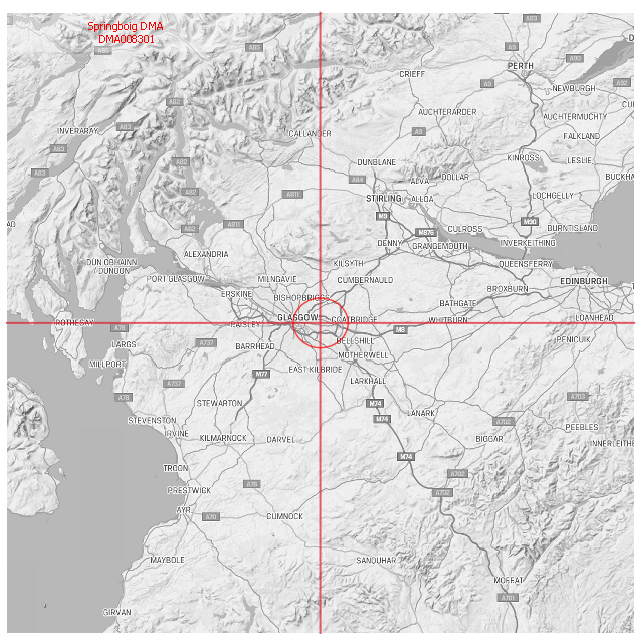 Springboig DMA
DMA008301
A93
A9
PERTH
A85
A85
A90
CRIEFF
A9
NEWBURGH
A92
A82
AUCHTERARDER
AUCHTERMUCHTY
INVERARAY
A83
CALLANDER
A9
FALKLAND
A83
A82
DUNBLANE
KINROSS
LESLIE
A83
A84
ALVA
DOLLAR
BUCKHA
A82
A811
STIRLING
ALLOA
LOCHGELLY
M9
M90
A82
A811
M876
CULROSS
BURNTISLAND
DENNY
GRANGEMOUTH
INVERKEITHING
ALEXANDRIA
DUN OBHAINN
/ DUNOON
KILSYTH
QUEENSFERRY
PORT GLASGOW
MILNGAVIE
CUMBERNAULD
EDINBURGH
ERSKINE
BISHOPBRIGGS
BROXBURN
BATHGATE
ROTHESAY
GLASGOW
COATBRIDGE
WHITBURN
LOANHEAD
A78
PAISLEY
M8
LARGS
A737
BARRHEAD
BELLSHILL
PENICUIK
MOTHERWELL
MILLPORT
EAST KILBRIDE
M77
A737
LARKHALL
A78
STEWARTON
M74
A703
STEVENSTON
M74
LANARK
A702
PEEBLES
IRVINE
KILMARNOCK
DARVEL
BIGGAR
INNERLEITHE
M74
TROON
A702
PRESTWICK
A76
A702
AYR
A70
CUMNOCK
MAYBOLE
SANQUHAR
MOFFAT
A701
GIRVAN